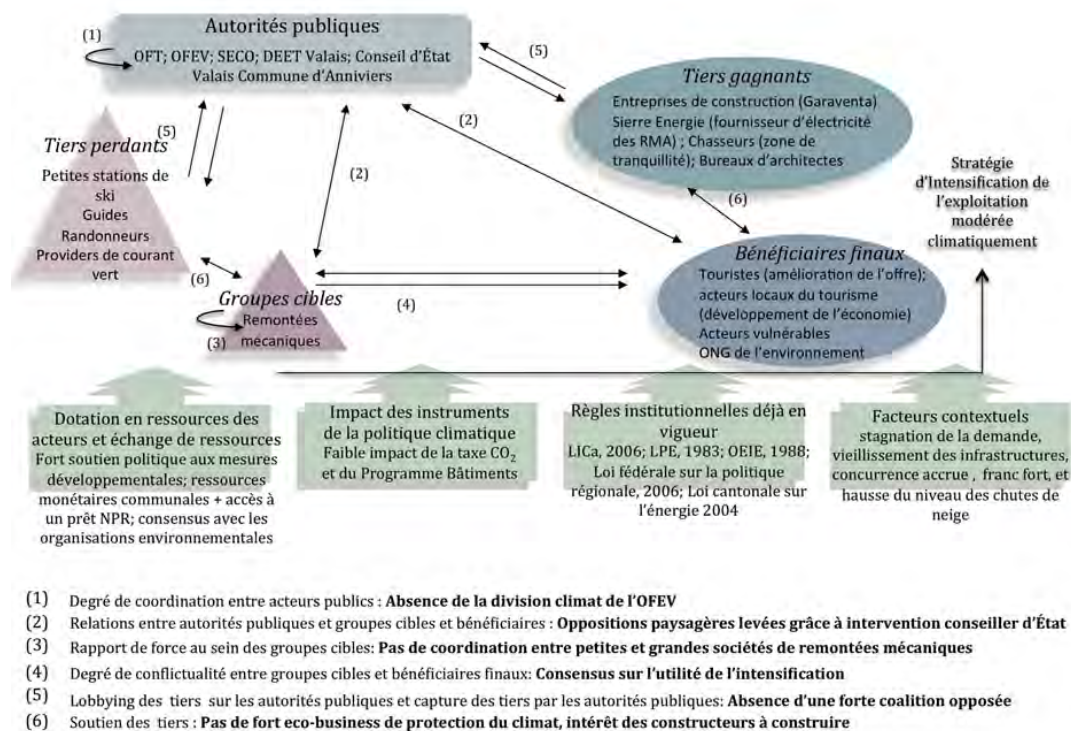 (1)
Autorités publiques
OFT; OFEV; SECO; DEET Valais; Conseil d'État
Valais Commune d'Anniviers
(5)
Tiers gagnants
Entreprises de construction (Garaventa)
Sierre Energie (fournisseur d'électricité
des RMA) ; Chasseurs (zone de
tranquillité); Bureaux d'architectes
(5)
Tiers perdants
Petites stations de
ski
Guides
Randonneurs
Providers de courant
vert
(2)
(2)
(6)
Stratégie
d'Intensification de
l'exploitation
modérée
climatiquement
(6)
Groupes cibles
Remontées
mécaniques
(3)
(4)
Bénéficiaires finaux
Touristes (amélioration de l'offre);
acteurs locaux du tourisme
(développement de l'économie)
Acteurs vulnérables
ONG de l'environnement
Dotation en ressources des
acteurs et échange de ressources
Fort soutien politique aux mesures
développementales; ressources
monétaires communales + accès à
un prêt NPR; consensus avec les
organisations environnementales
Impact des instruments
de la politique climatique
Faible impact de la taxe CO₂
et du Programme Bâtiments
Règles institutionnelles déjà en
vigueur
LICa, 2006; LPE, 1983; OEIE, 1988;
Loi fédérale sur la politique
régionale, 2006; Loi cantonale sur
l'énergie 2004
Facteurs contextuels
stagnation de la demande,
vieillissement des infrastructures,
concurrence accrue , franc fort, et
hausse du niveau des chutes de
neige
(1) Degré de coordination entre acteurs publics : Absence de la division climat de l'OFEV
(2) Relations entre autorités publiques et groupes cibles et bénéficiaires : Oppositions paysagères levées grâce à intervention conseiller d'État
(3) Rapport de force au sein des groupes cibles: Pas de coordination entre petites et grandes sociétés de remontées mécaniques
(4) Degré de conflictualité entre groupes cibles et bénéficiaires finaux: Consensus sur l'utilité de l'intensification
(5) Lobbying des tiers sur les autorités publiques et capture des tiers par les autorités publiques: Absence d'une forte coalition opposée
(6) Soutien des tiers : Pas de fort eco-business de protection du climat, intérêt des constructeurs à construire